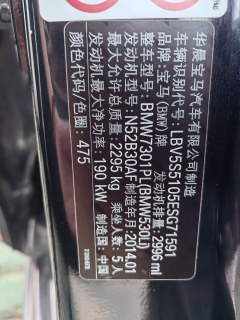 华晨宝马汽车有限公司制造
车辆识别代号: LBV5S5105ESG71591
品牌: 宝马(BMW)牌 发动机排量: 2996 ml
整车型号: BMW7301PL(BMW530Li)
发动机型号: N52B30AF 制造年月: 2014.01
最大允许总质量: 2295 kg 乘坐人数: 5人
发动机最大净功率: 190 kW 制造国: 中国
颜色代码/色圈: 475